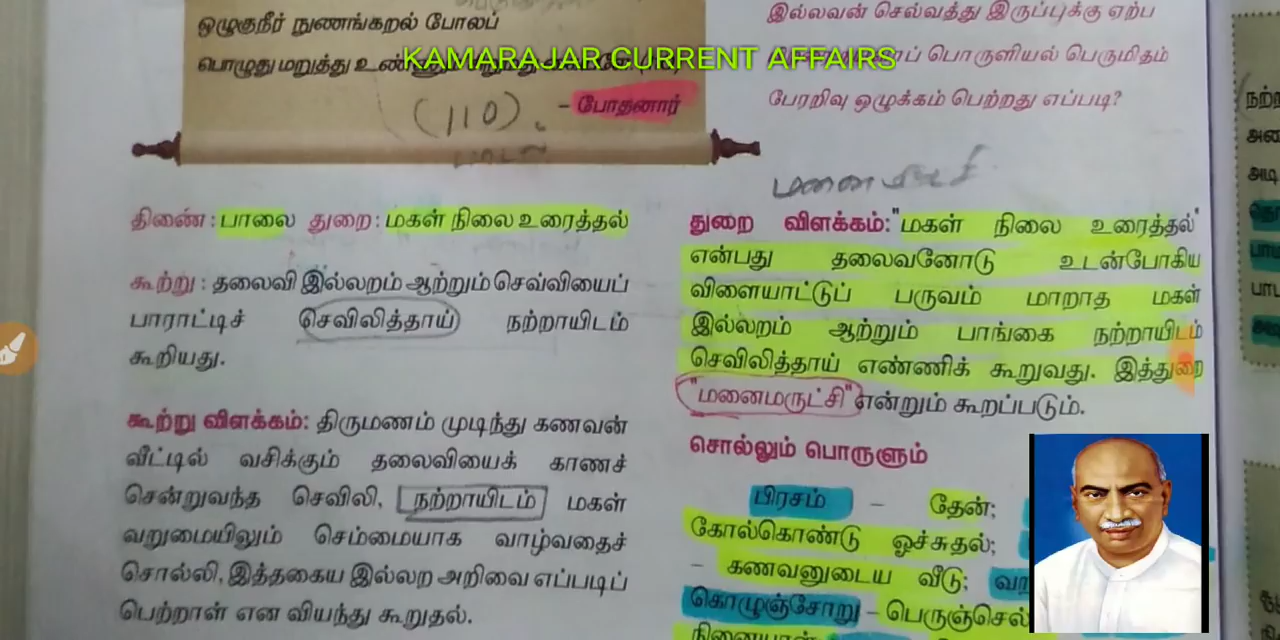 ஒழுகுநீர் நுணங்கறல் போலப்
பொழுது மறுத்து உண்ணும்
KAMARAJAR CURRENT AFFAIRS
(110)
- போதனார்
திணை : பாலை துறை : மகள் நிலை உரைத்தல்
கூற்று : தலைவி இல்லறம் ஆற்றும் செவ்வியைப்
பாராட்டிச் செவிலித்தாய் நற்றாயிடம்
கூறியது.
கூற்று விளக்கம்: திருமணம் முடிந்து கணவன்
வீட்டில் வசிக்கும் தலைவியைக் காணச்
சென்றுவந்த செவிலி, நற்றாயிடம் மகள்
வறுமையிலும் செம்மையாக வாழ்வதைச்
சொல்லி, இத்தகைய இல்லற அறிவை எப்படிப்
பெற்றாள் என வியந்து கூறுதல்.
இல்லவன் செல்வத்து இருப்புக்கு ஏற்ப
பொருளியல் பெருமிதம்
பேரறிவு ஒழுக்கம் பெற்றது எப்படி?
துறை விளக்கம்: "மகள் நிலை உரைத்தல்"
என்பது தலைவனோடு உடன்போகிய
விளையாட்டுப் பருவம் மாறாத மகள்
இல்லறம் ஆற்றும் பாங்கை நற்றாயிடம்
செவிலித்தாய் எண்ணிக் கூறுவது. இத்துறை
"மனைமருட்சி" என்றும் கூறப்படும்.
சொல்லும் பொருளும்
பிரசம் – தேன்;
கோல்கொண்டு ஓச்சுதல்;
– கணவனுடைய வீடு;
கொழுஞ்சோறு – பெருஞ்செல்